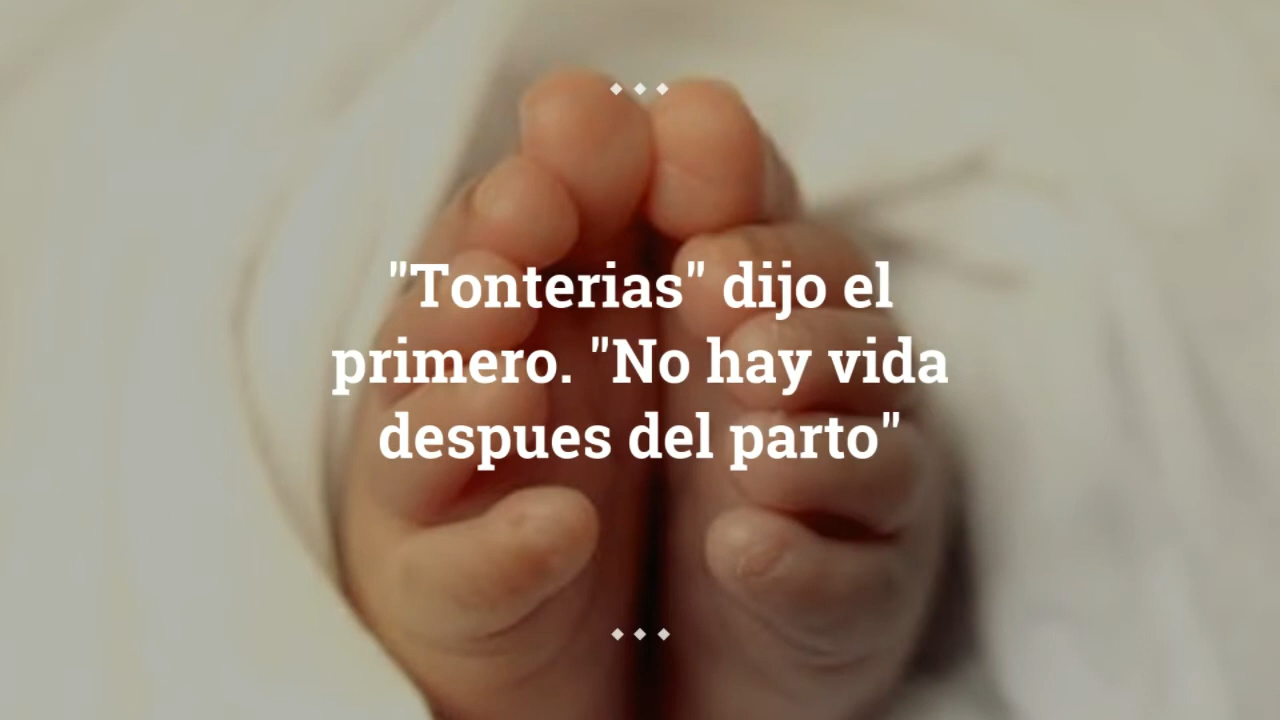 "Tonterias" dijo el
primero. "No hay vida
despues del parto"